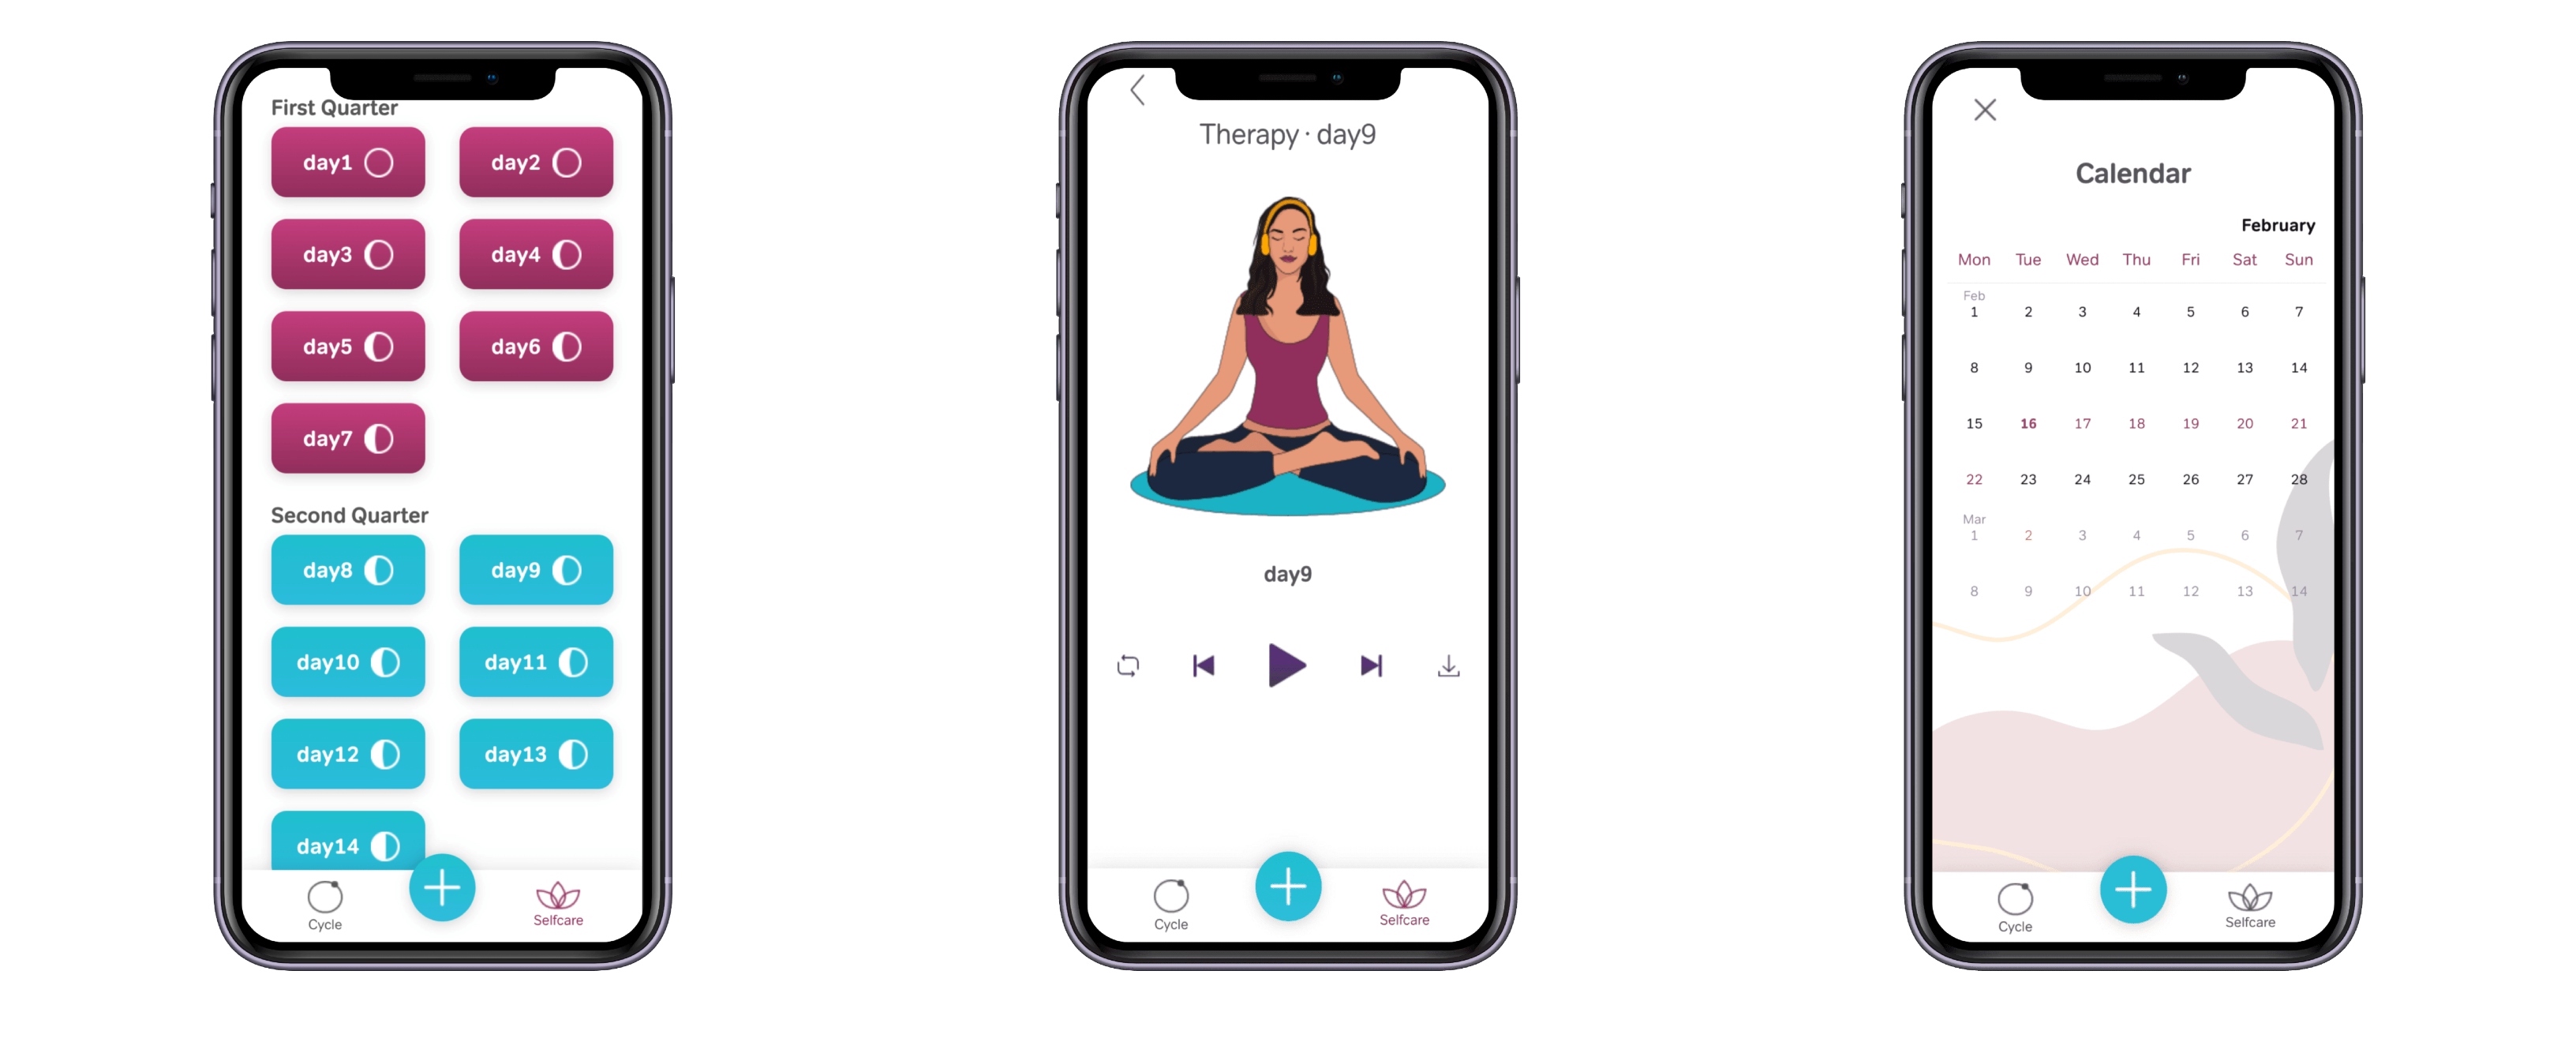 First Quarter
day1 day2
day3 day4
day5 day6
day7
Second Quarter
day8 day9
day10 day11
day12 day13
day14
Cycle Selfcare
Therapy · day9
day9
Cycle Selfcare
Calendar
February
Mon Tue Wed Thu Fri Sat Sun
Feb
1 2 3 4 5 6 7
8 9 10 11 12 13 14
15 16 17 18 19 20 21
22 23 24 25 26 27 28
Mar
1 2 3 4 5 6 7
8 9 10 11 12 13 14
Cycle Selfcare